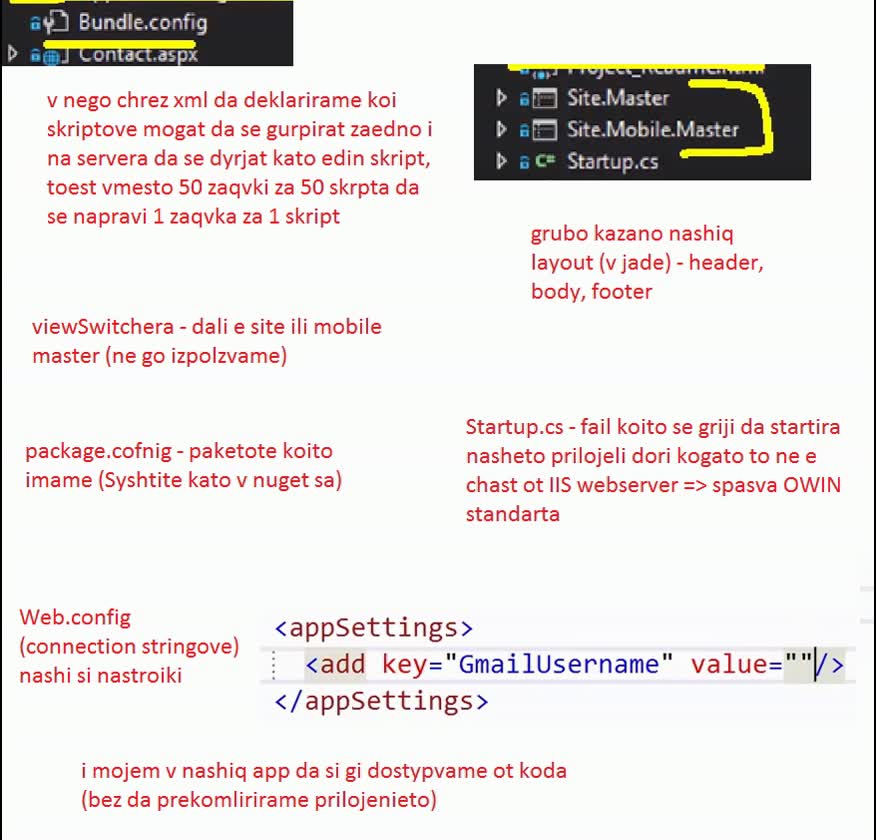 Bundle.config
Contact.aspx
v nego chrez xml da deklarirame koi
skriptove mogat da se gurpirat zaedno i
na servera da se dyrjat kato edin skript,
toest vmesto 50 zaqvki za 50 skrpta da
se napravi 1 zaqvka za 1 skript
Site.Master
Site.Mobile.Master
C# Startup.cs
grubo kazano nashiq
layout (v jade) - header,
body, footer
viewSwitchera - dali e site ili mobile
master (ne go izpolzvame)
package.cofnig - paketote koito
imame (Syshtite kato v nuget sa)
Startup.cs - fail koito se griji da startira
nasheto prilojeli dori kogato to ne e
chast ot IIS webserver => spasva OWIN
standarta
Web.config
(connection stringove)
nashi si nastroiki
<appSettings>
<add key="GmailUsername" value=""/>
</appSettings>
i mojem v nashiq app da si gi dostypvame ot koda
(bez da prekomlirirame prilojenieto)